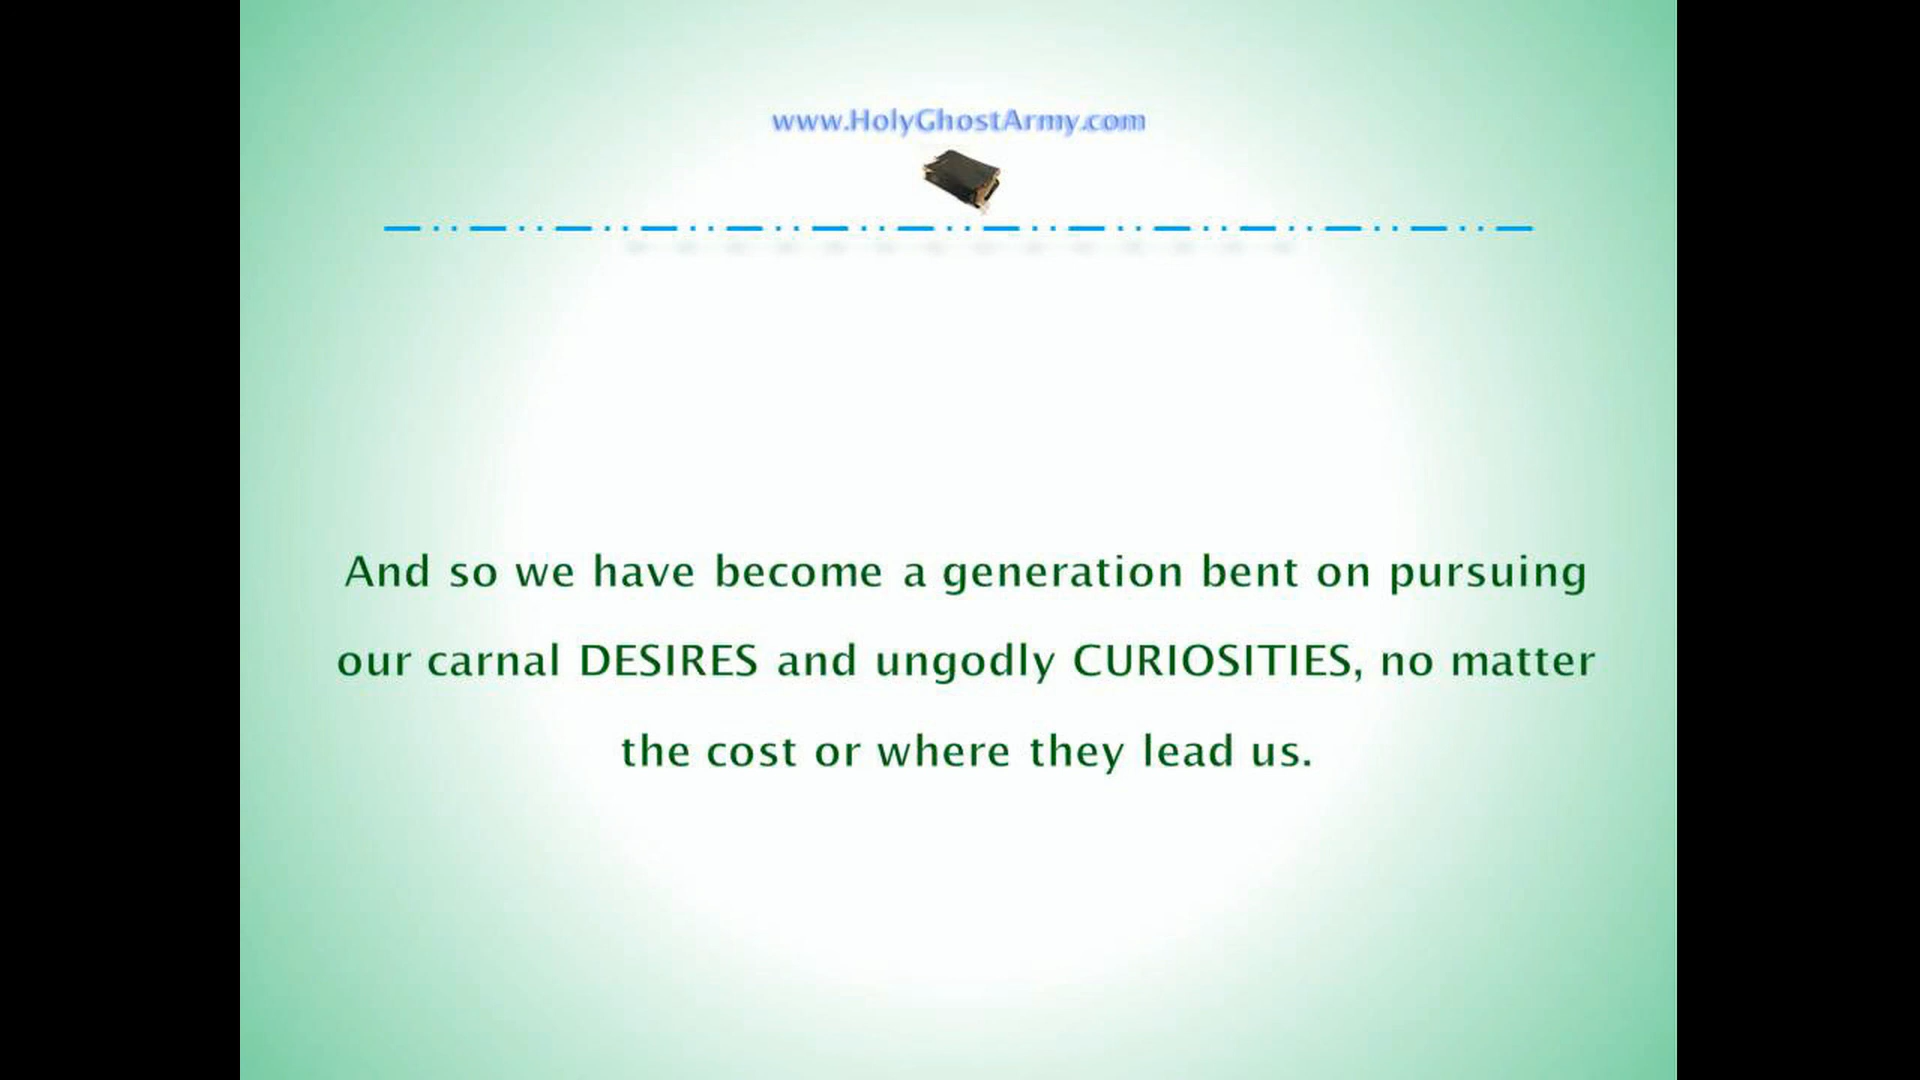 www.HolyGhostArmy.com
And so we have become a generation bent on pursuing
our carnal DESIRES and ungodly CURIOSITIES, no matter
the cost or where they lead us.